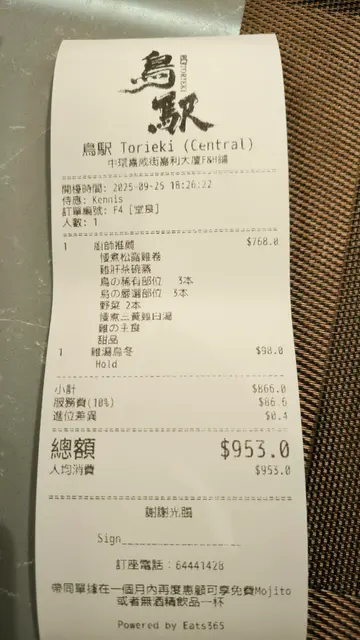 鳥駅
鳥駅 Torieki (Central)
中環嘉咸街嘉利大廈F&H鋪
開檯時間: 2025-09-25 18:26:22
侍應: Kennis
訂單編號: F4 [堂食]
人數: 1
1 廚師推薦 $768.0
慢煮松露雞卷
雞肝茶碗蒸
鳥の稀有部位 3本
鳥の嚴選部位 3本
野菜 2本
慢煮三黃雞白湯
雞の主食
甜品
1 雞湯烏冬 $98.0
Hold
小計 $866.0
服務費(10%) $86.6
進位差異 $0.4
總額 $953.0
人均消費 $953.0
謝謝光臨
Sign
訂座電話：64441428
帶同單據在一個月內再度惠顧可享免費Mojito
或者無酒精飲品一杯
Powered by Eats365